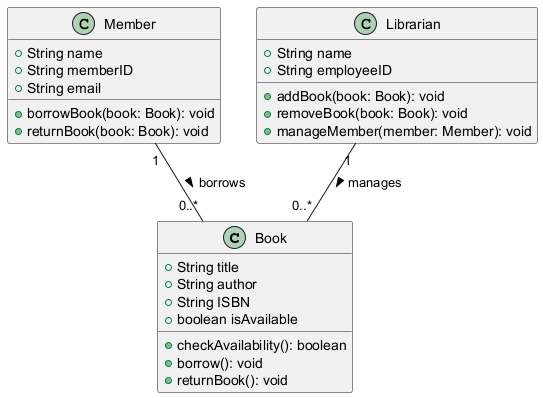 C Member
String name
String memberID
String email
borrowBook(book: Book): void
returnBook(book: Book): void
C Librarian
String name
String employeeID
addBook(book: Book): void
removeBook(book: Book): void
manageMember(member: Member): void
1
borrows
0..*
1
manages
0..*
C Book
String title
String author
String ISBN
boolean isAvailable
checkAvailability(): boolean
borrow(): void
returnBook(): void